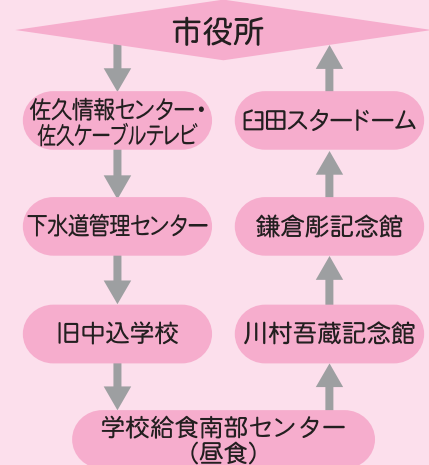 市役所
佐久情報センター・
佐久ケーブルテレビ
下水道管理センター
旧中込学校
学校給食南部センター
（昼食）
川村吾蔵記念館
鎌倉彫記念館
臼田スタードーム